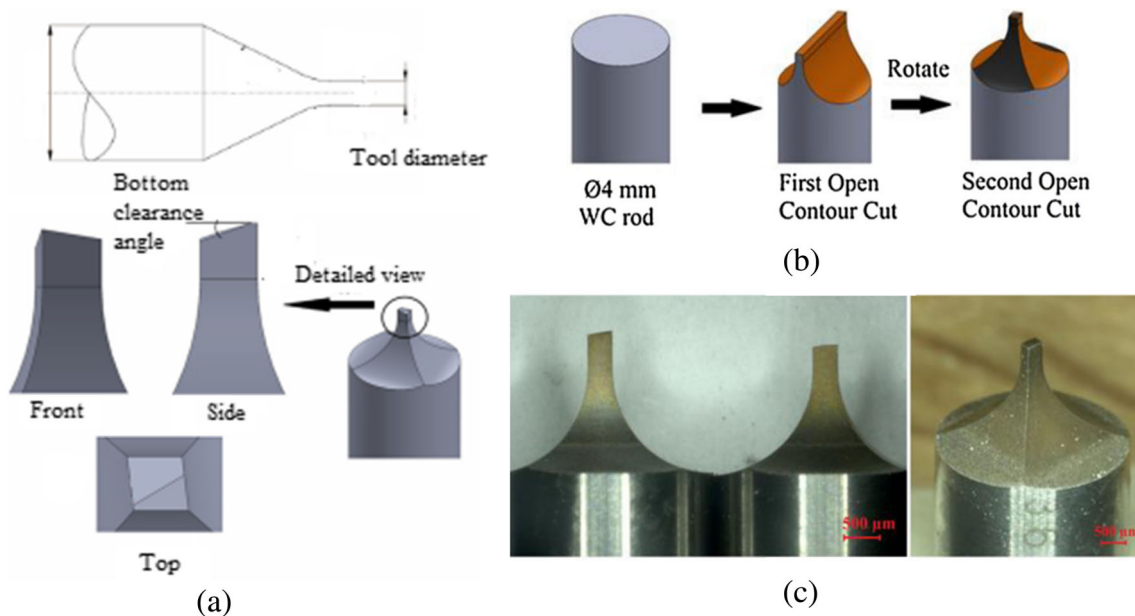 Tool diameter
Bottom
clearance
angle
Detailed view
Front
Side
Top
(a)
Rotate
Ø4 mm
WC rod
First Open
Contour Cut
Second Open
Contour Cut
(b)
500 µm
500 µm
(c)